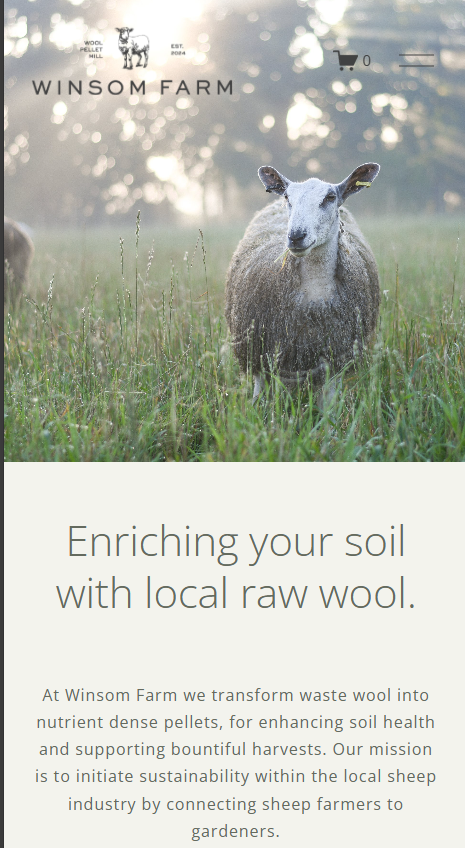 WOOL
PELLET
MILL
EST.
2024
WINSOM FARM
0
Enriching your soil
with local raw wool.
At Winsom Farm we transform waste wool into
nutrient dense pellets, for enhancing soil health
and supporting bountiful harvests. Our mission
is to initiate sustainability within the local sheep
industry by connecting sheep farmers to
gardeners.